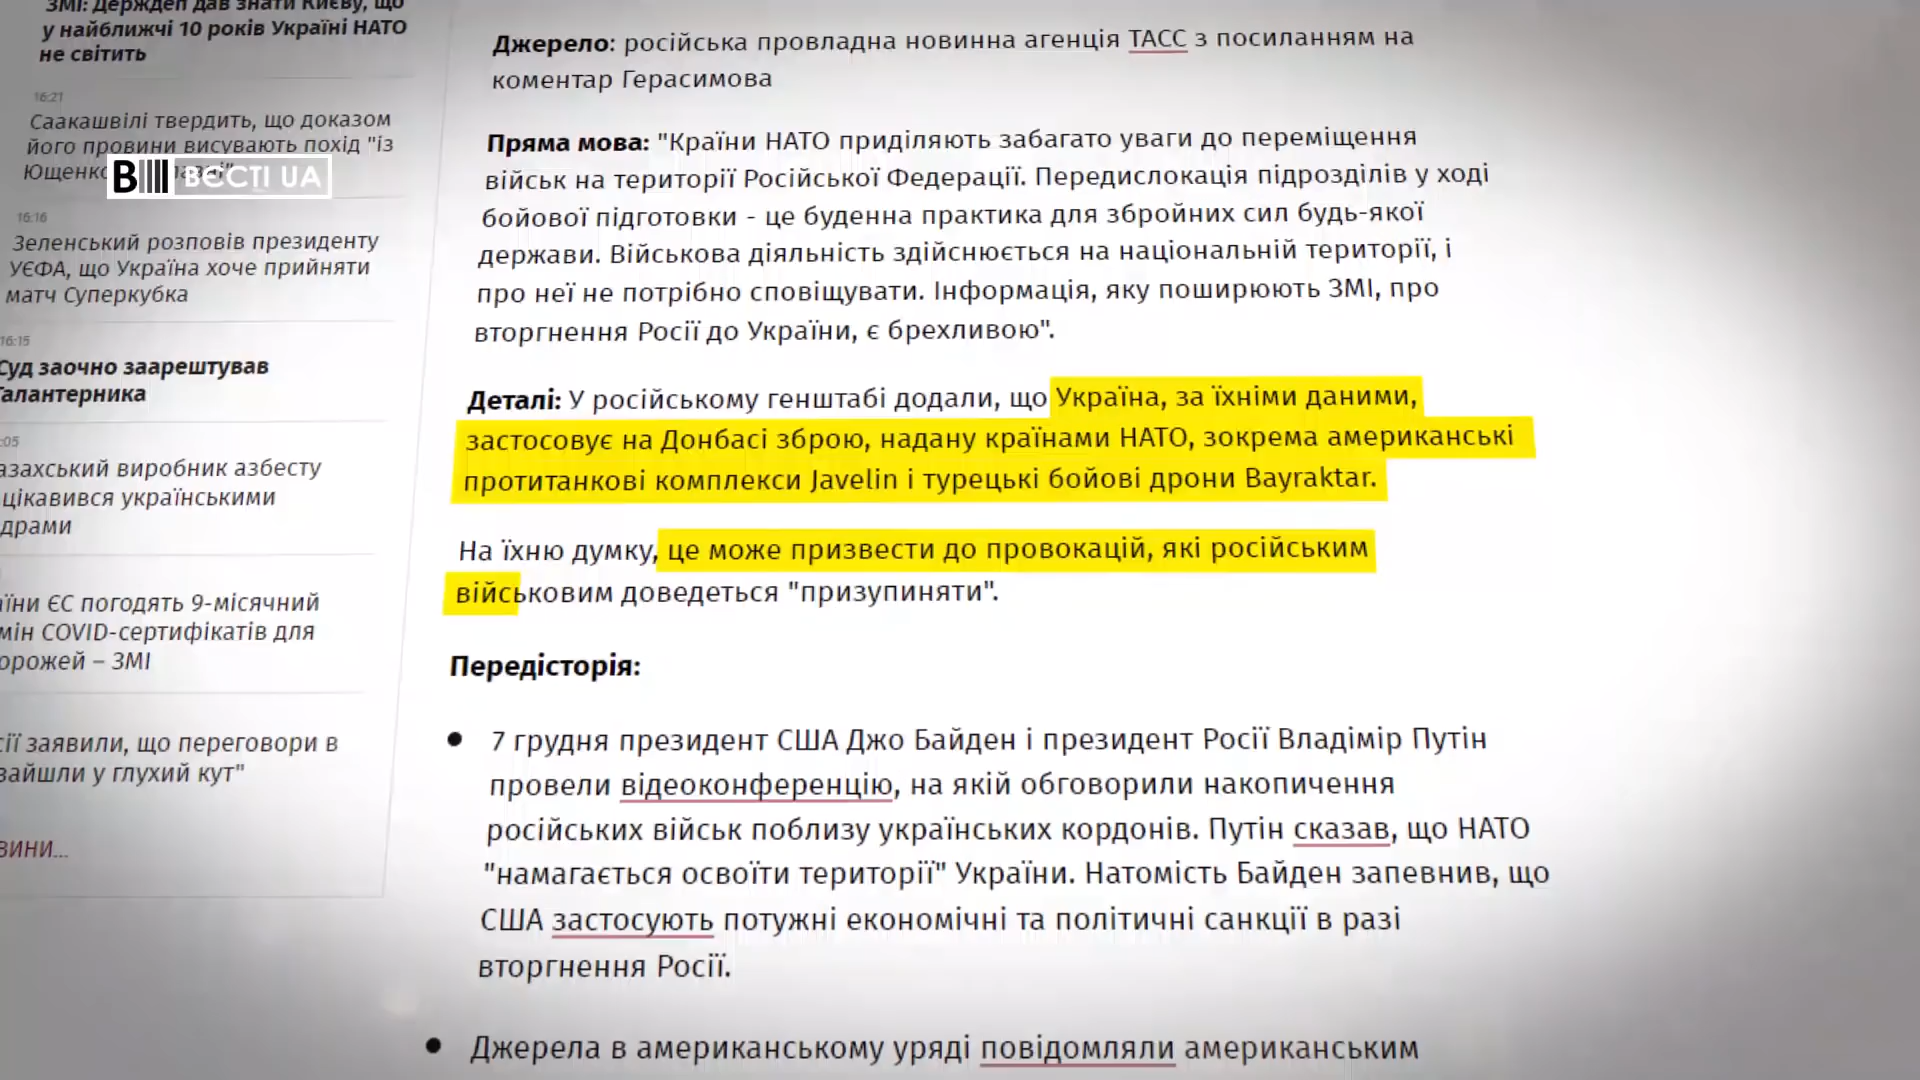 ЗМІ: Держдеп дав знати Києву, що
у найближчі 10 років Україні НАТО
не світить
16:21
Саакашвілі твердить, що доказом
його провини висувають похід "із
Ющенко
16:16
Зеленський розповів президенту
УЄФА, що Україна хоче прийняти
матч Суперкубка
16:15
Суд заочно заарештував
Галантерника
:05
азахський виробник азбесту
цікавився українськими
драми
їни ЄС погодять 9-місячний
мін COVID-сертифікатів для
орожей – ЗМІ
сії заявили, що переговори в
зайшли у глухий кут"
вини...
В ВЄСТІ UA
Джерело: російська провладна новинна агенція ТАСС з посиланням на
коментар Герасимова
Пряма мова: "Країни НАТО приділяють забагато уваги до переміщення
військ на території Російської Федерації. Передислокація підрозділів у ході
бойової підготовки - це буденна практика для збройних сил будь-якої
держави. Військова діяльність здійснюється на національній території, і
про неї не потрібно сповіщувати. Інформація, яку поширюють ЗМІ, про
вторгнення Росії до України, є брехливою".
Деталі: У російському генштабі додали, що Україна, за їхніми даними,
застосовує на Донбасі зброю, надану країнами НАТО, зокрема американські
протитанкові комплекси Javelin і турецькі бойові дрони Bayraktar.
На їхню думку, це може призвести до провокацій, які російським
військовим доведеться "призупиняти".
Передісторія:
7 грудня президент США Джо Байден і президент Росії Владімір Путін
провели відеоконференцію, на якій обговорили накопичення
російських військ поблизу українських кордонів. Путін сказав, що НАТО
"намагається освоїти території" України. Натомість Байден запевнив, що
США застосують потужні економічні та політичні санкції в разі
вторгнення Росії.
Джерела в американському уряді повідомляли американським